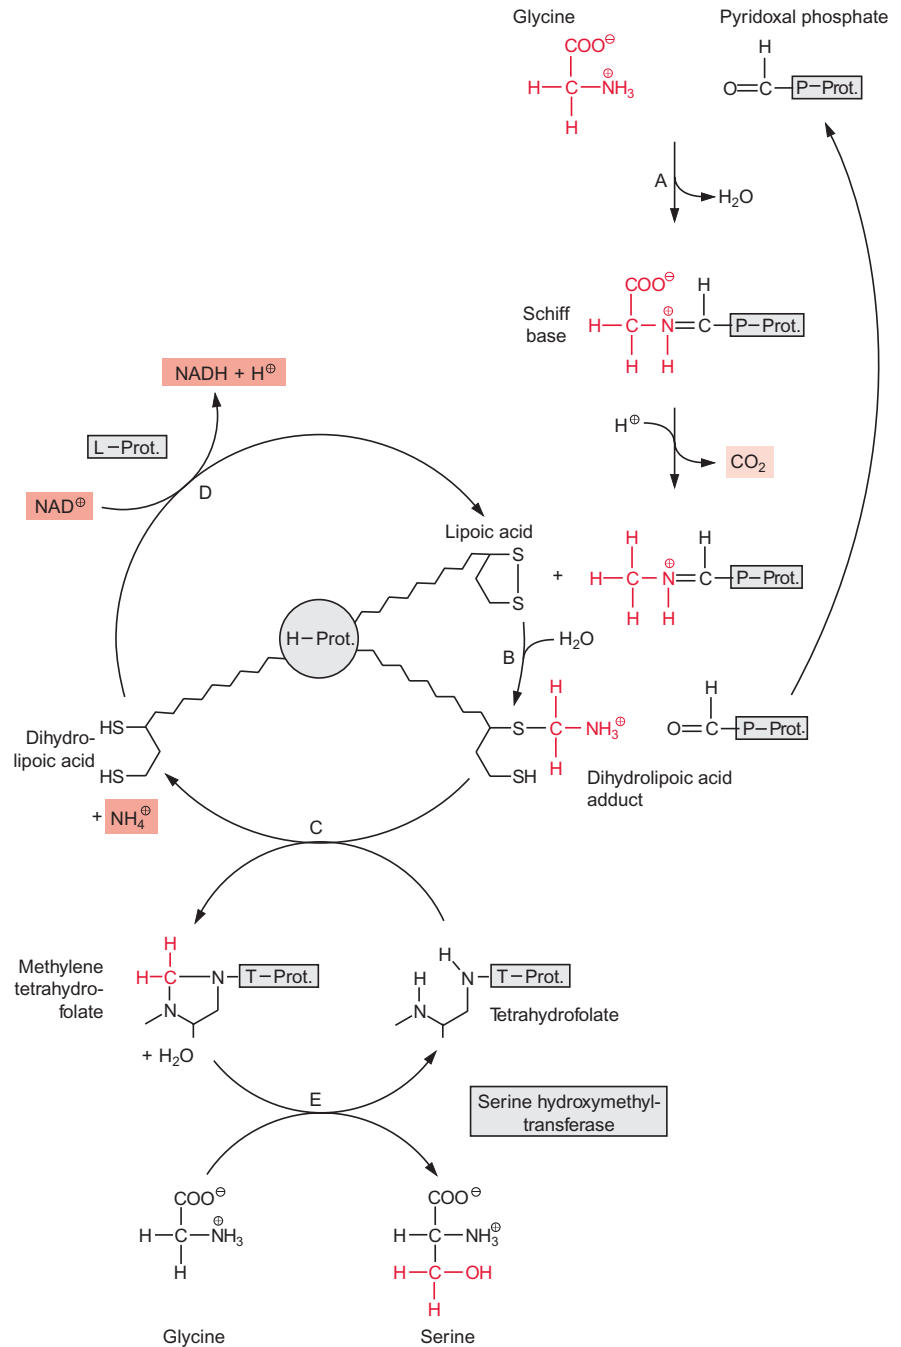 Glycine
Pyridoxal phosphate
COO⊖
H
H–C–NH3⊕
O=C–P–Prot.
H
A
H2O
COO⊖
H
Schiff
base
H–C–N⊕=C–P–Prot.
H H
NADH + H⊕
H⊕
L–Prot.
CO2
NAD⊕
D
Lipoic acid
H
H
S
+
H–C–N⊕=C–P–Prot.
S
H H
H–Prot.
H2O
B
H
H
HS
S–C–NH3⊕
O=C–P–Prot.
Dihydro-
lipoic acid
H
HS
SH
Dihydrolipoic acid
adduct
+ NH4⊕
C
H
H
Methylene
tetrahydro-
folate
H–C
N–T–Prot.
H
N–T–Prot.
N
N
Tetrahydrofolate
+ H2O
E
Serine hydroxymethyl-
transferase
COO⊖
COO⊖
H–C–NH3⊕
H–C–NH3⊕
H
H–C–OH
H
Glycine
Serine